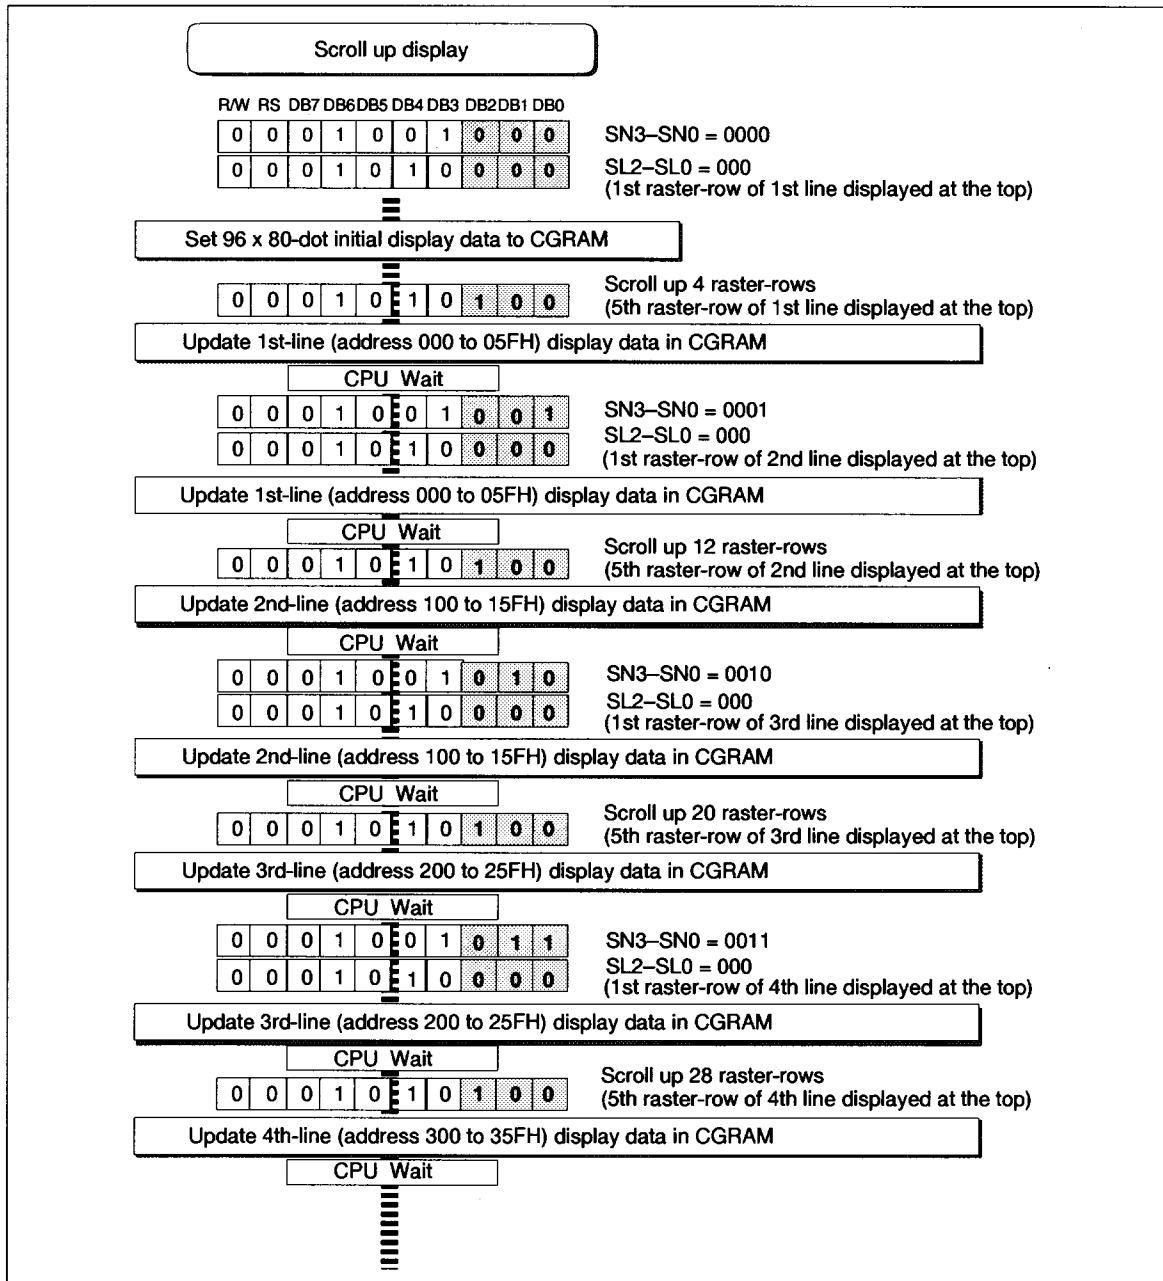 Scroll up display
R/W RS DB7 DB6 DB5 DB4 DB3 DB2 DB1 DB0
0 0 0 1 0 0 1 0 0 0 SN3–SN0 = 0000
0 0 0 1 0 1 0 0 0 0 SL2–SL0 = 000
(1st raster-row of 1st line displayed at the top)
Set 96 x 80-dot initial display data to CGRAM
Scroll up 4 raster-rows
0 0 0 1 0 1 0 1 0 0 (5th raster-row of 1st line displayed at the top)
Update 1st-line (address 000 to 05FH) display data in CGRAM
CPU Wait
0 0 0 1 0 0 1 0 0 1 SN3–SN0 = 0001
SL2–SL0 = 000
0 0 0 1 0 1 0 0 0 0 (1st raster-row of 2nd line displayed at the top)
Update 1st-line (address 000 to 05FH) display data in CGRAM
CPU Wait
Scroll up 12 raster-rows
0 0 0 1 0 1 0 1 0 0 (5th raster-row of 2nd line displayed at the top)
Update 2nd-line (address 100 to 15FH) display data in CGRAM
CPU Wait
0 0 0 1 0 0 1 0 1 0 SN3–SN0 = 0010
SL2–SL0 = 000
0 0 0 1 0 1 0 0 0 0 (1st raster-row of 3rd line displayed at the top)
Update 2nd-line (address 100 to 15FH) display data in CGRAM
CPU Wait
Scroll up 20 raster-rows
0 0 0 1 0 1 0 1 0 0 (5th raster-row of 3rd line displayed at the top)
Update 3rd-line (address 200 to 25FH) display data in CGRAM
CPU Wait
0 0 0 1 0 0 1 0 1 1 SN3–SN0 = 0011
SL2–SL0 = 000
0 0 0 1 0 1 0 0 0 0 (1st raster-row of 4th line displayed at the top)
Update 3rd-line (address 200 to 25FH) display data in CGRAM
CPU Wait
Scroll up 28 raster-rows
0 0 0 1 0 1 0 1 0 0 (5th raster-row of 4th line displayed at the top)
Update 4th-line (address 300 to 35FH) display data in CGRAM
CPU Wait